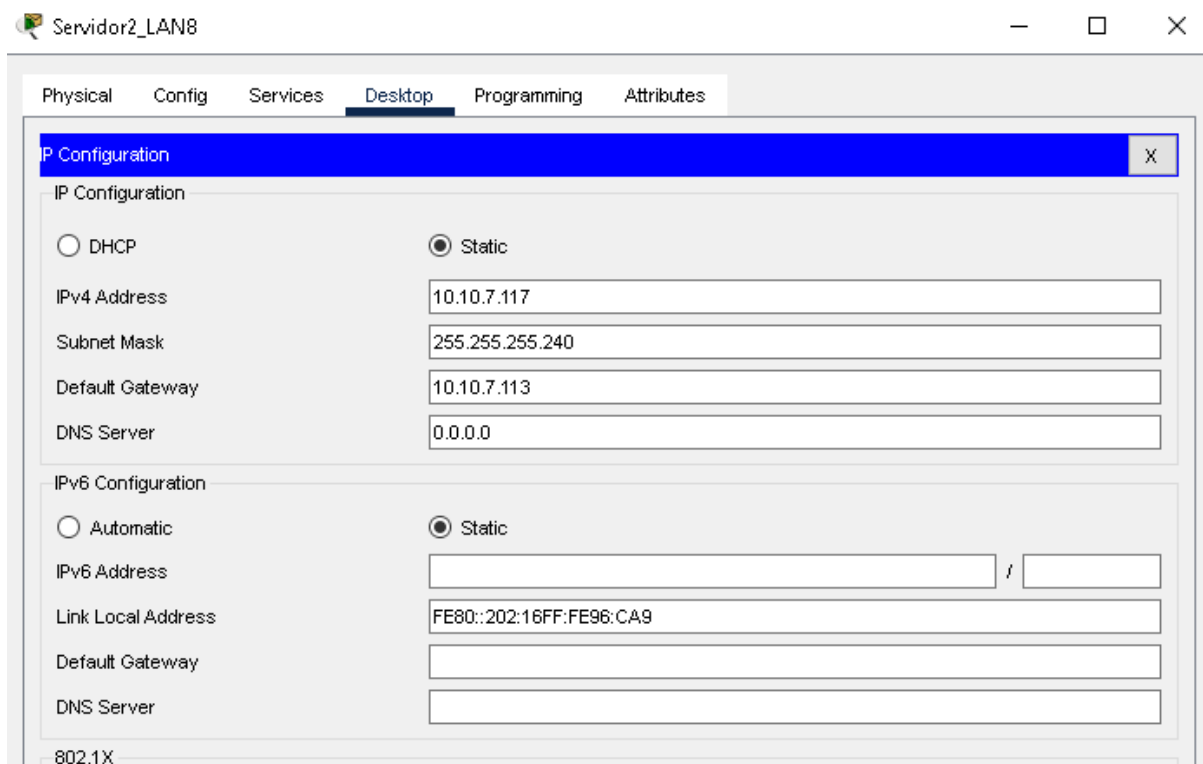 Servidor2_LAN8
Physical Config Services Desktop Programming Attributes
IP Configuration X
IP Configuration
DHCP Static
IPv4 Address 10.10.7.117
Subnet Mask 255.255.255.240
Default Gateway 10.10.7.113
DNS Server 0.0.0.0
IPv6 Configuration
Automatic Static
IPv6 Address /
Link Local Address FE80::202:16FF:FE96:CA9
Default Gateway
DNS Server
802.1X